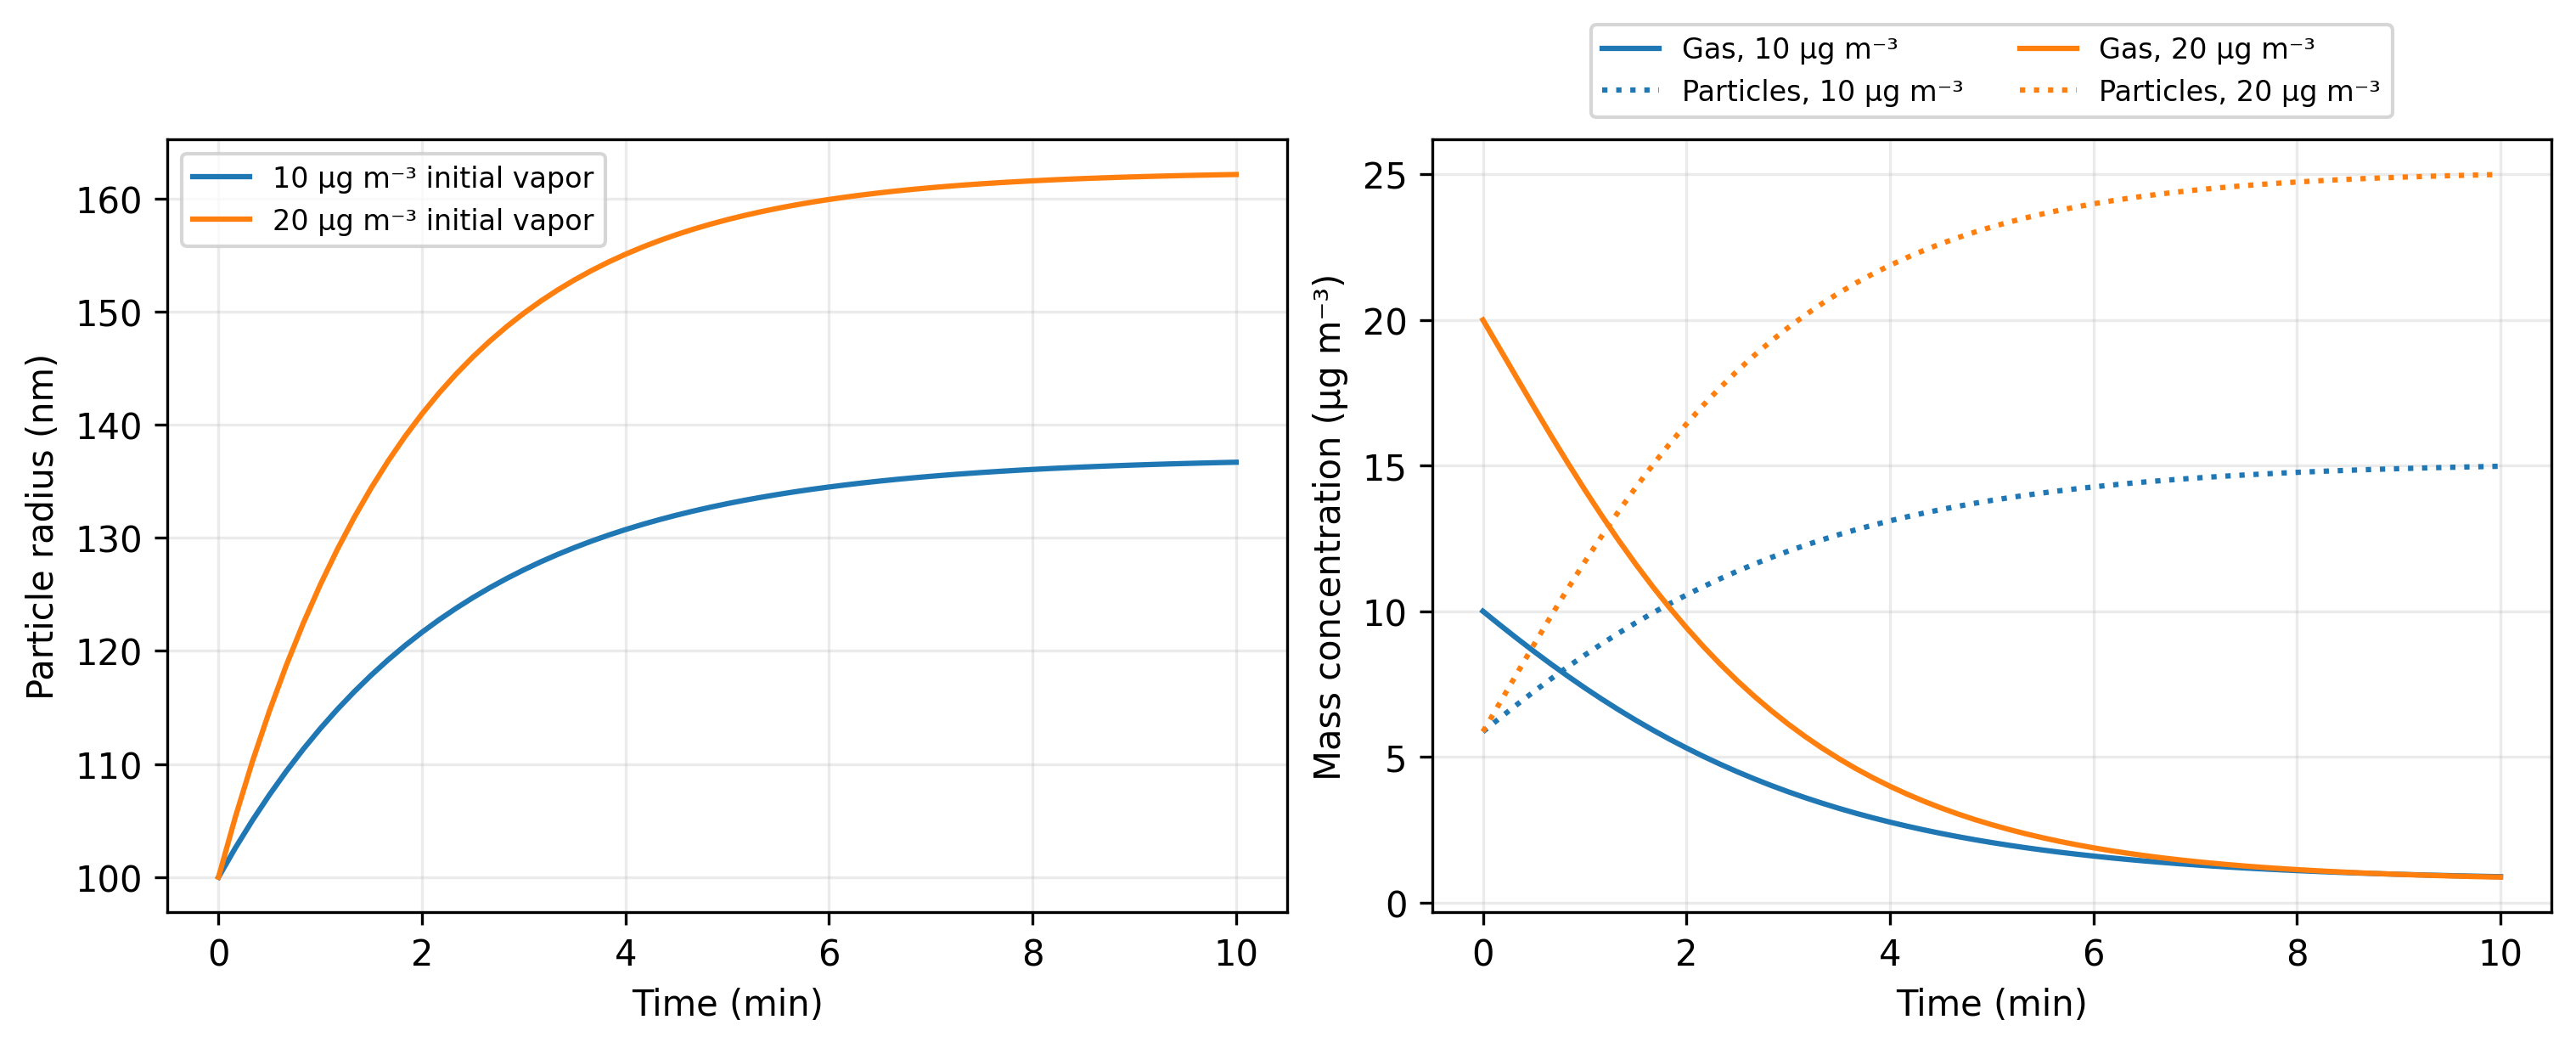 10 μg m⁻³ initial vapor
20 μg m⁻³ initial vapor
Particle radius (nm)
160
150
140
130
120
110
100
0 2 4 6 8 10
Time (min)
Gas, 10 μg m⁻³
Particles, 10 μg m⁻³
Gas, 20 μg m⁻³
Particles, 20 μg m⁻³
Mass concentration (μg m⁻³)
25
20
15
10
5
0
0 2 4 6 8 10
Time (min)